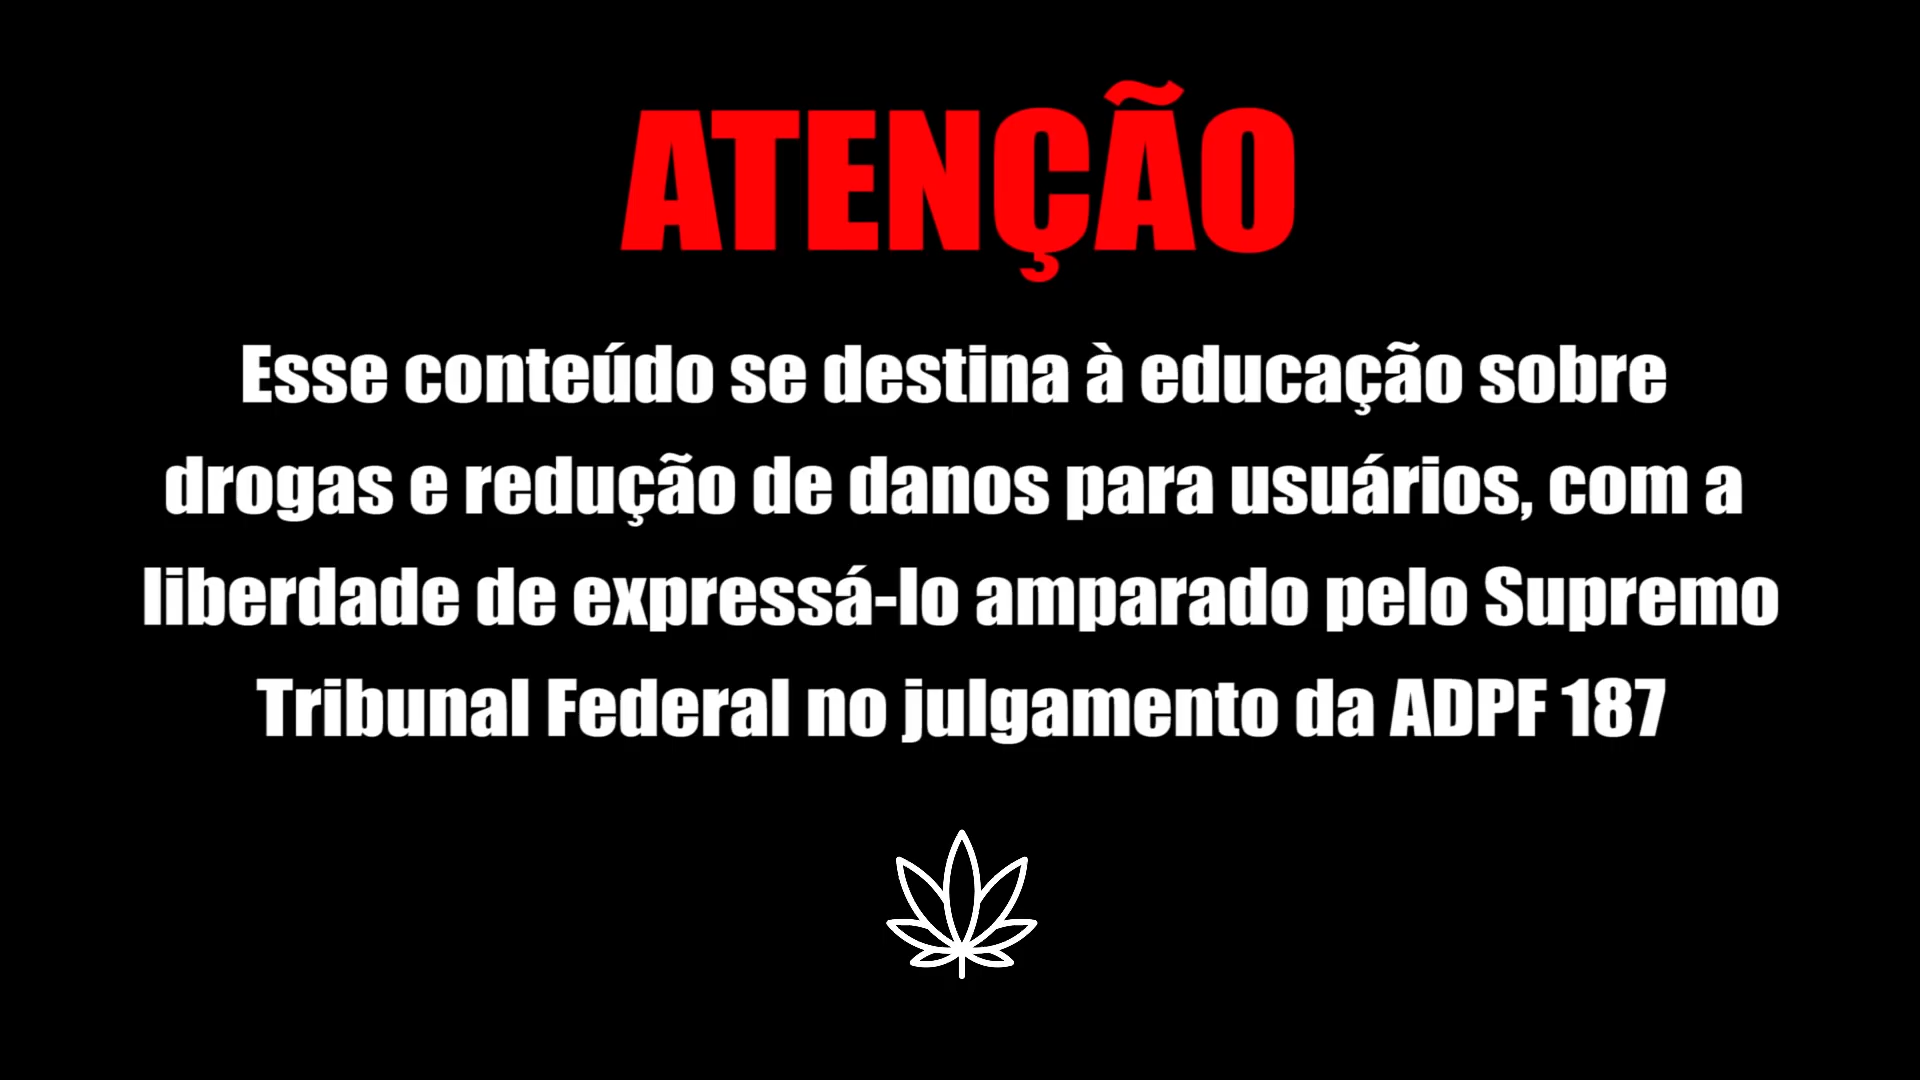 ATENÇÃO
Esse conteúdo se destina à educação sobre
drogas e redução de danos para usuários, com a
liberdade de expressá-lo amparado pelo Supremo
Tribunal Federal no julgamento da ADPF 187